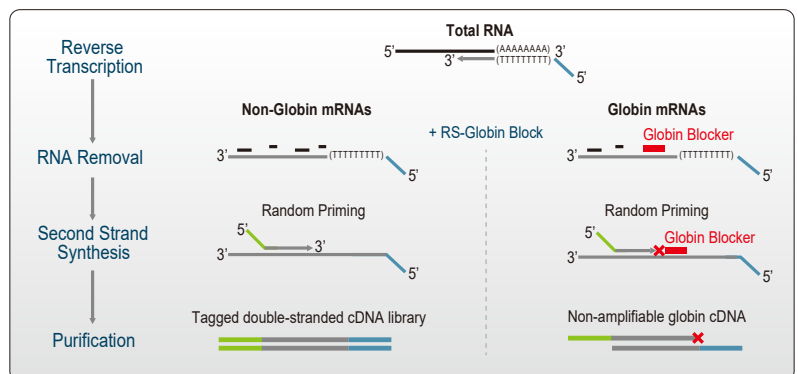 Total RNA
Reverse
Transcription
5' (AAAAAAAA) 3'
3' (TTTTTTTTT)
5'
Non-Globin mRNAs
Globin mRNAs
+ RS-Globin Block
Globin Blocker
RNA Removal
3' (TTTTTTTTT)
5'
3' (TTTTTTTTT)
5'
Random Priming
Random Priming
Second Strand
Synthesis
5'
3'
3'
5'
5'
Globin Blocker
3'
5'
Tagged double-stranded cDNA library
Non-amplifiable globin cDNA
Purification